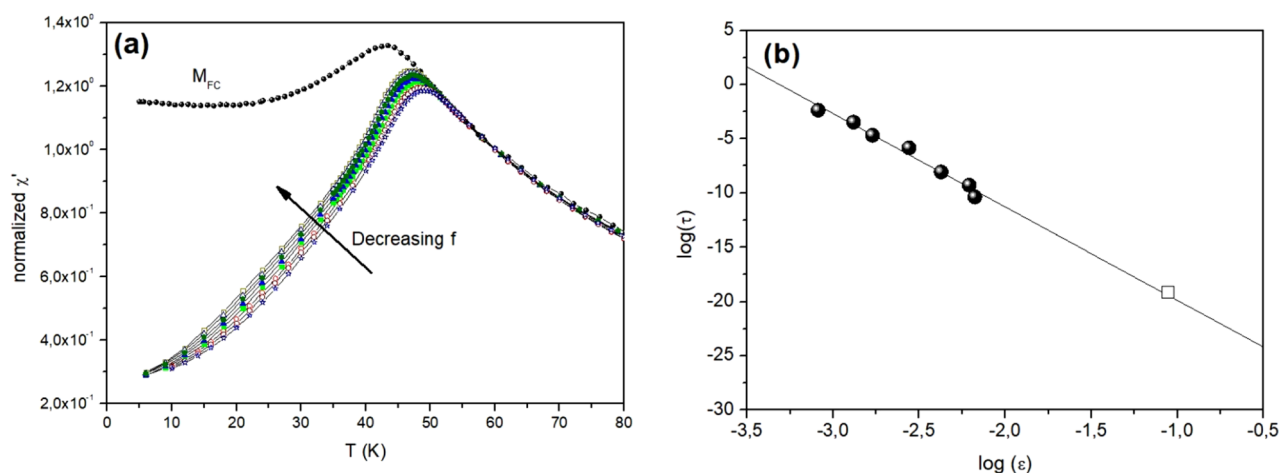 (a)
M_FC
Decreasing f
normalized χ'
1,4x10⁰
1,2x10⁰
1,0x10⁰
8,0x10⁻¹
6,0x10⁻¹
4,0x10⁻¹
2,0x10⁻¹
0 10 20 30 40 50 60 70 80
T (K)
(b)
log(τ)
5
0
-5
-10
-15
-20
-25
-30
-3,5 -3,0 -2,5 -2,0 -1,5 -1,0 -0,5
log (ε)